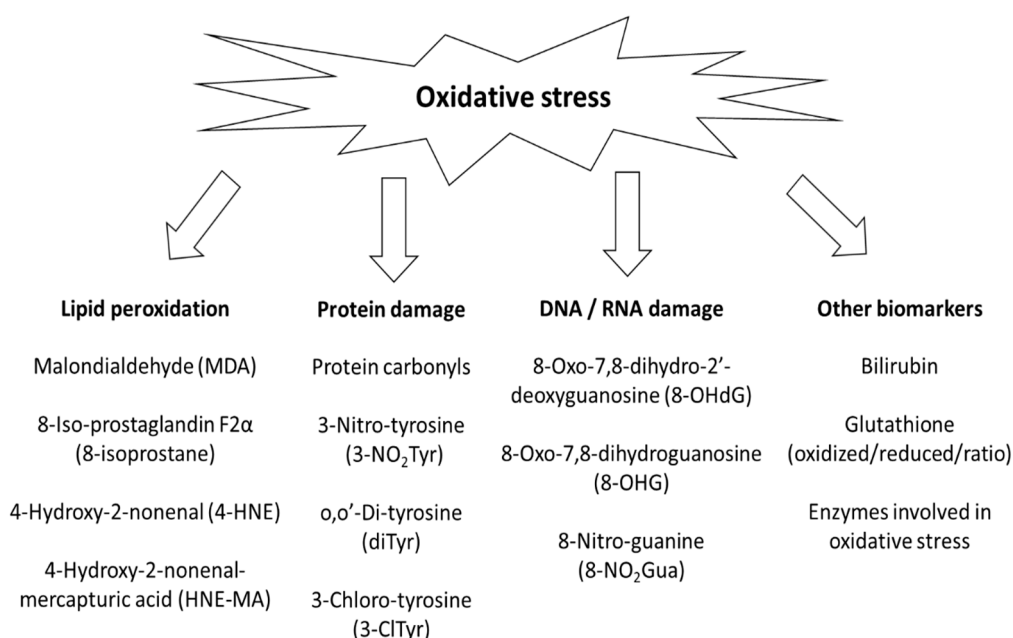 Oxidative stress
Lipid peroxidation
Malondialdehyde (MDA)
8-Iso-prostaglandin F2α
(8-isoprostane)
4-Hydroxy-2-nonenal (4-HNE)
4-Hydroxy-2-nonenal-
mercapturic acid (HNE-MA)
Protein damage
Protein carbonyls
3-Nitro-tyrosine
(3-NO₂Tyr)
o,o’-Di-tyrosine
(diTyr)
3-Chloro-tyrosine
(3-ClTyr)
DNA / RNA damage
8-Oxo-7,8-dihydro-2’-
deoxyguanosine (8-OHdG)
8-Oxo-7,8-dihydroguanosine
(8-OHG)
8-Nitro-guanine
(8-NO₂Gua)
Other biomarkers
Bilirubin
Glutathione
(oxidized/reduced/ratio)
Enzymes involved in
oxidative stress